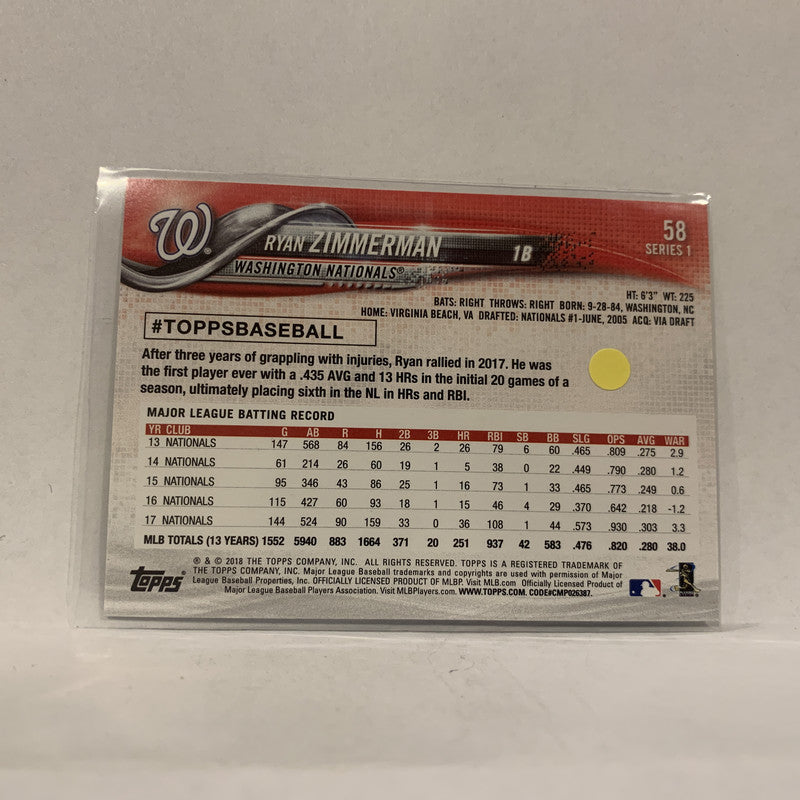 W
RYAN ZIMMERMAN
1B
58
WASHINGTON NATIONALS®
SERIES 1
HT: 6'3" WT: 225
BATS: RIGHT THROWS: RIGHT BORN: 9-28-84, WASHINGTON, NC
HOME: VIRGINIA BEACH, VA DRAFTED: NATIONALS #1-JUNE, 2005 ACQ: VIA DRAFT
#TOPPSBASEBALL
After three years of grappling with injuries, Ryan rallied in 2017. He was
the first player ever with a .435 AVG and 13 HRs in the initial 20 games of a
season, ultimately placing sixth in the NL in HRs and RBI.
MAJOR LEAGUE BATTING RECORD
YR CLUB G AB R H 2B 3B HR RBI SB BB SLG OPS AVG WAR
13 NATIONALS 147 568 84 156 26 2 26 79 6 60 .465 .809 .275 2.9
14 NATIONALS 61 214 26 60 19 1 5 38 0 22 .449 .790 .280 1.2
15 NATIONALS 95 346 43 86 25 1 16 73 1 33 .465 .773 .249 0.6
16 NATIONALS 115 427 60 93 18 1 15 46 4 29 .370 .642 .218 -1.2
17 NATIONALS 144 524 90 159 33 0 36 108 1 44 .573 .930 .303 3.3
MLB TOTALS (13 YEARS) 1552 5940 883 1664 371 20 251 937 42 583 .476 .820 .280 38.0
® & © 2018 THE TOPPS COMPANY, INC. ALL RIGHTS RESERVED. TOPPS IS A REGISTERED TRADEMARK OF
THE TOPPS COMPANY, INC. Major League Baseball trademarks and copyrights are used with permission of Major
League Baseball Properties, Inc. OFFICIALLY LICENSED PRODUCT OF MLBP. Visit MLB.com Officially Licensed Product of
Major League Baseball Players Association. Visit MLBPlayers.com. WWW.TOPPS.COM. CODE#CMP026387.
Topps®